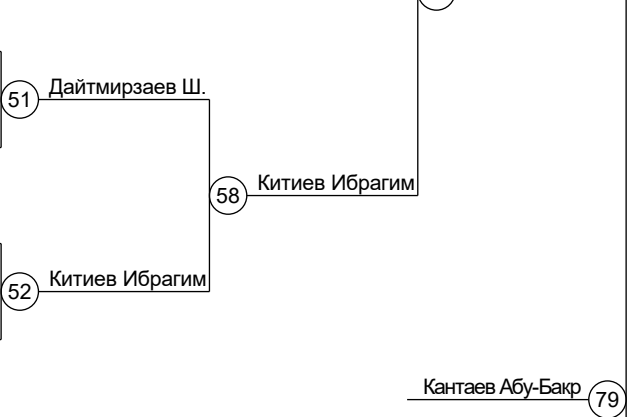 51
Дайтмирзаев Ш.
58
Китиев Ибрагим
52
Китиев Ибрагим
Кантаев Абу-Бакр
79